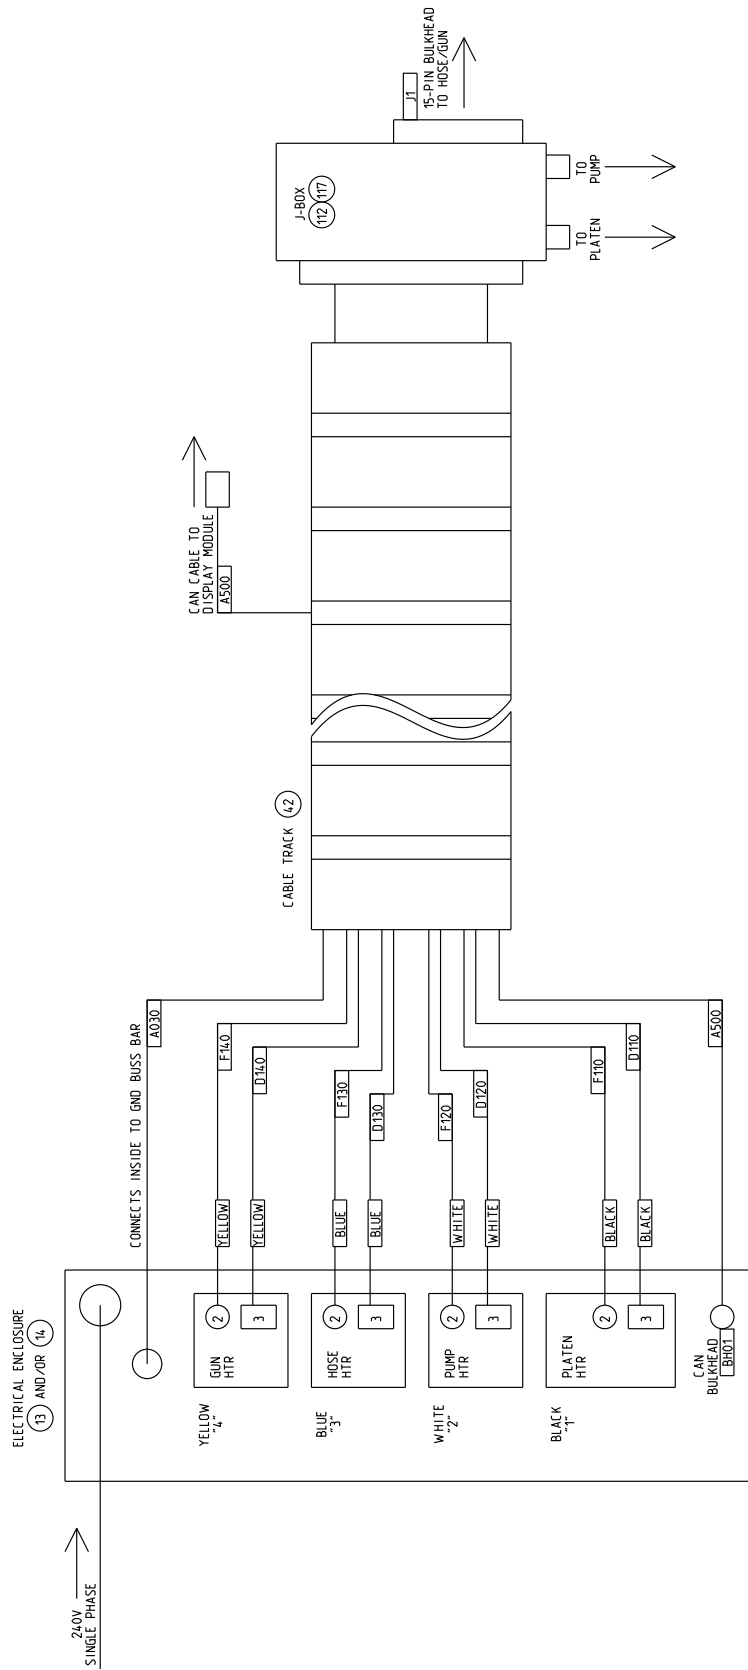 240V
SINGLE PHASE
ELECTRICAL ENCLOSURE
13 AND/OR 14
CONNECTS INSIDE TO GND BUSS BAR
A030
YELLOW
"4"
GUN
HTR
2
3
YELLOW
YELLOW
F140
D140
BLUE
"3"
HOSE
HTR
2
3
BLUE
BLUE
F130
D130
WHITE
"2"
PUMP
HTR
2
3
WHITE
WHITE
F120
D120
BLACK
"1"
PLATEN
HTR
2
3
BLACK
BLACK
F110
D110
CAN
BULKHEAD
BH01
A500
CABLE TRACK 42
CAN CABLE TO
DISPLAY MODULE
A500
J-BOX
112 117
TO
PLATEN
TO
PUMP
J1
15-PIN BULKHEAD
TO HOSE/GUN